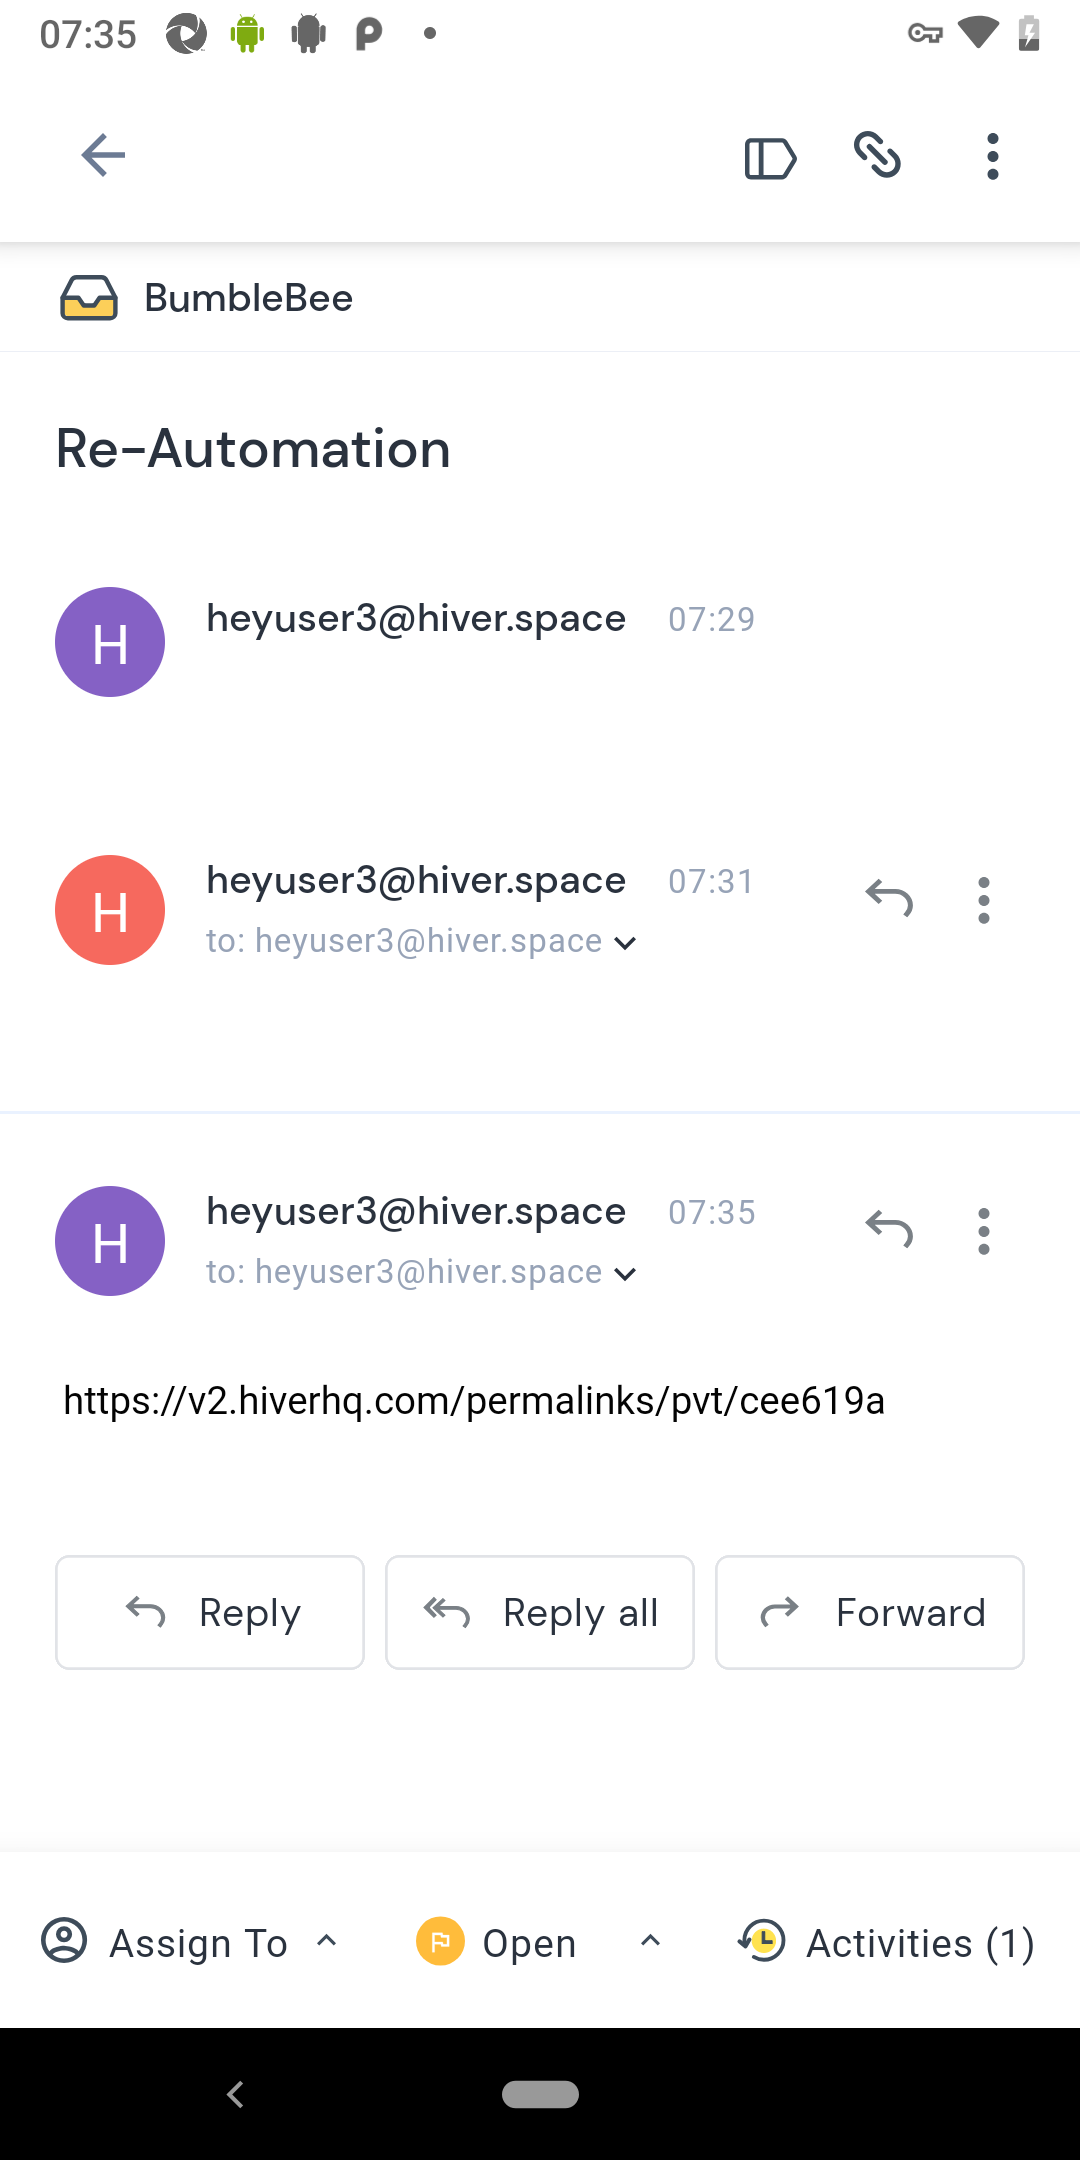 07:35
BumbleBee
Re-Automation
H
heyuser3@hiver.space 07:29
H
heyuser3@hiver.space 07:31
to: heyuser3@hiver.space
H
heyuser3@hiver.space 07:35
to: heyuser3@hiver.space
https://v2.hiverhq.com/permalinks/pvt/cee619a
Reply Reply all Forward
Assign To Open Activities (1)